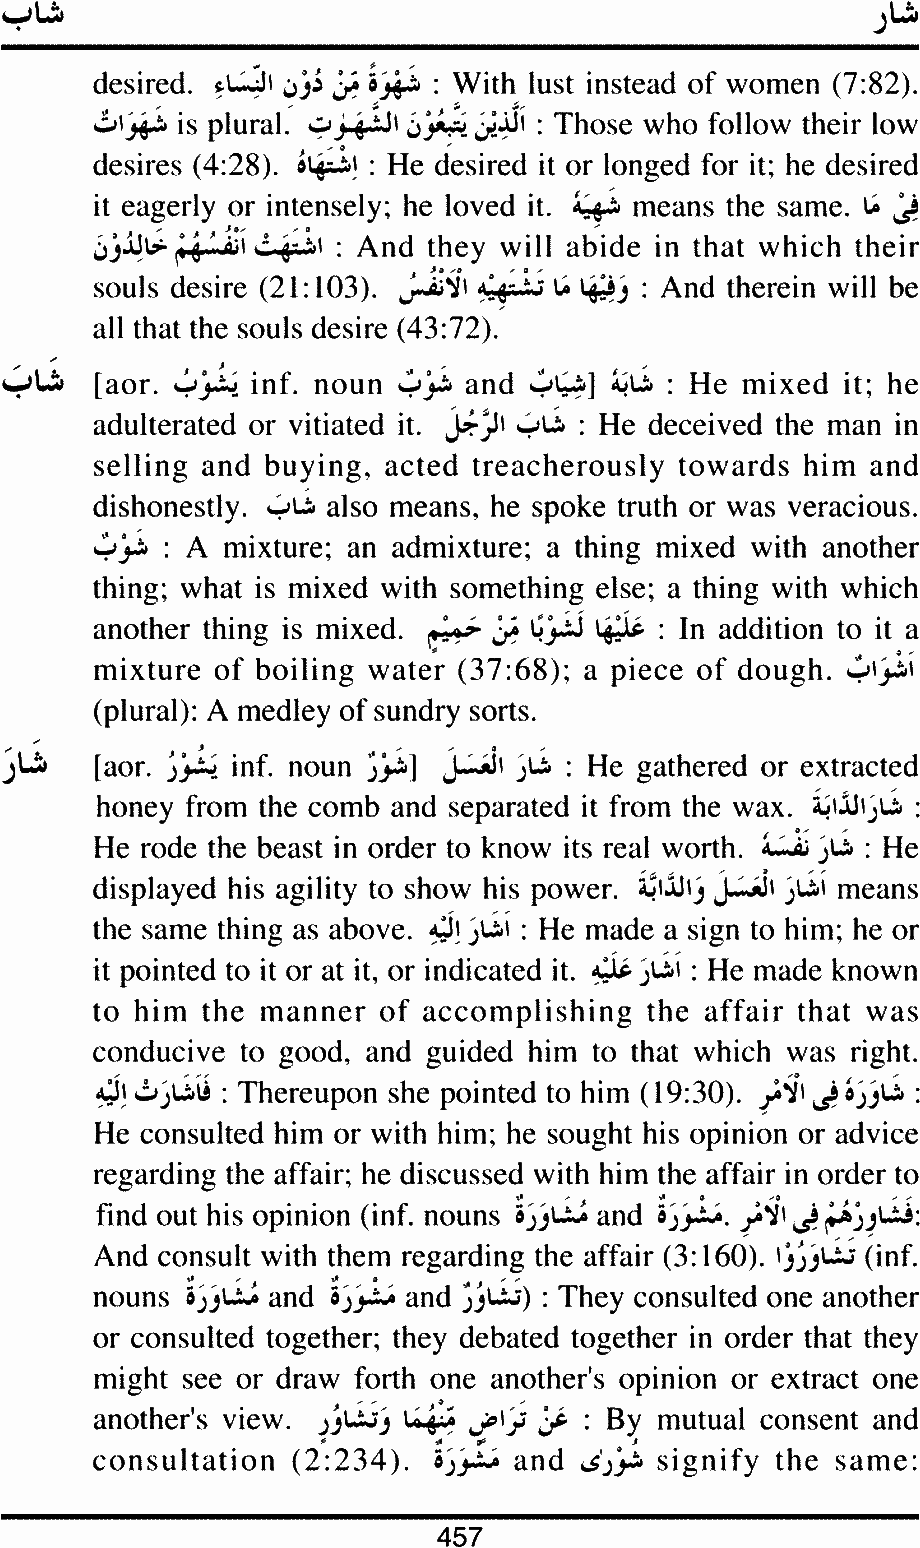 شاب شار
desired. شَهْوَةً مِّنْ دُوْنِ النِّسَاءِ : With lust instead of women (7:82).
شَهَوَاتٌ is plural. الَّذِيْنَ يَتَّبِعُوْنَ الشَّهَوٰتِ : Those who follow their low
desires (4:28). اِشْتَهَاهُ : He desired it or longed for it; he desired
it eagerly or intensely; he loved it. شَهِيَهُ means the same. فِيْ مَا
اشْتَهَتْ اَنْفُسُهُمْ خَالِدُوْنَ : And they will abide in that which their
souls desire (21:103). وَفِيْهَا مَا تَشْتَهِيْهِ الْاَنْفُسُ : And therein will be
all that the souls desire (43:72).
شَابَ [aor. يَشُوْبُ inf. noun شَوْبٌ and شِيَابٌ] شَابَهُ : He mixed it; he
adulterated or vitiated it. شَابَ الرَّجُلَ : He deceived the man in
selling and buying, acted treacherously towards him and
dishonestly. شَابَ also means, he spoke truth or was veracious.
شَوْبٌ : A mixture; an admixture; a thing mixed with another
thing; what is mixed with something else; a thing with which
another thing is mixed. عَلَيْهَا لَشَوْبًا مِّنْ حَمِيْمٍ : In addition to it a
mixture of boiling water (37:68); a piece of dough. اَشْوَابٌ
(plural): A medley of sundry sorts.
شَارَ [aor. يَشُوْرُ inf. noun شَوْرٌ] شَارَ الْعَسَلَ : He gathered or extracted
honey from the comb and separated it from the wax. شَارَالدَّابَّةَ :
He rode the beast in order to know its real worth. شَارَ نَفْسَهُ : He
displayed his agility to show his power. اَشَارَ الْعَسَلَ وَالدَّابَّةَ means
the same thing as above. اَشَارَ اِلَيْهِ : He made a sign to him; he or
it pointed to it or at it, or indicated it. اَشَارَ عَلَيْهِ : He made known
to him the manner of accomplishing the affair that was
conducive to good, and guided him to that which was right.
فَاَشَارَتْ اِلَيْهِ : Thereupon she pointed to him (19:30). شَاوَرَهُ فِى الْاَمْرِ :
He consulted him or with him; he sought his opinion or advice
regarding the affair; he discussed with him the affair in order to
find out his opinion (inf. nouns مُشَاوَرَةٌ and مَشْوَرَةٌ. فَشَاوِرْهُمْ فِى الْاَمْرِ:
And consult with them regarding the affair (3:160). تَشَاوَرُوْا (inf.
nouns مُشَاوَرَةٌ and مَشْوَرَةٌ and تَشَاوُرٌ) : They consulted one another
or consulted together; they debated together in order that they
might see or draw forth one another's opinion or extract one
another's view. عَنْ تَرَاضٍ مِّنْهُمَا وَتَشَاوُرٍ : By mutual consent and
consultation (2:234). مَشْوَرَةٌ and شُوْرٰى signify the same:
457